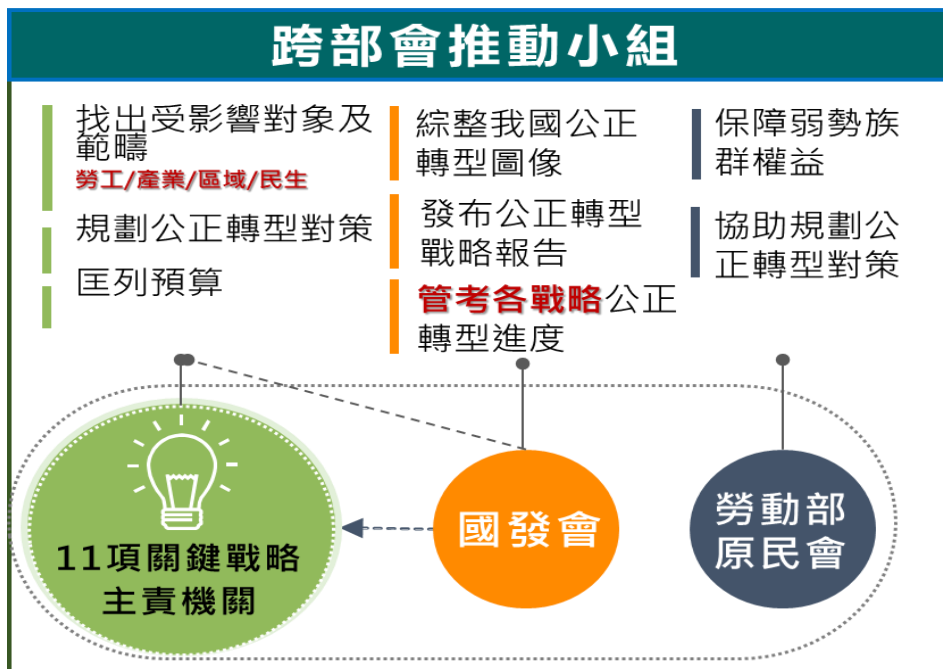 跨部會推動小組
找出受影響對象及
範疇
勞工/產業/區域/民生
規劃公正轉型對策
匡列預算
綜整我國公正
轉型圖像
發布公正轉型
戰略報告
管考各戰略公正
轉型進度
保障弱勢族
群權益
協助規劃公
正轉型對策
11項關鍵戰略
主責機關
國發會
勞動部
原民會